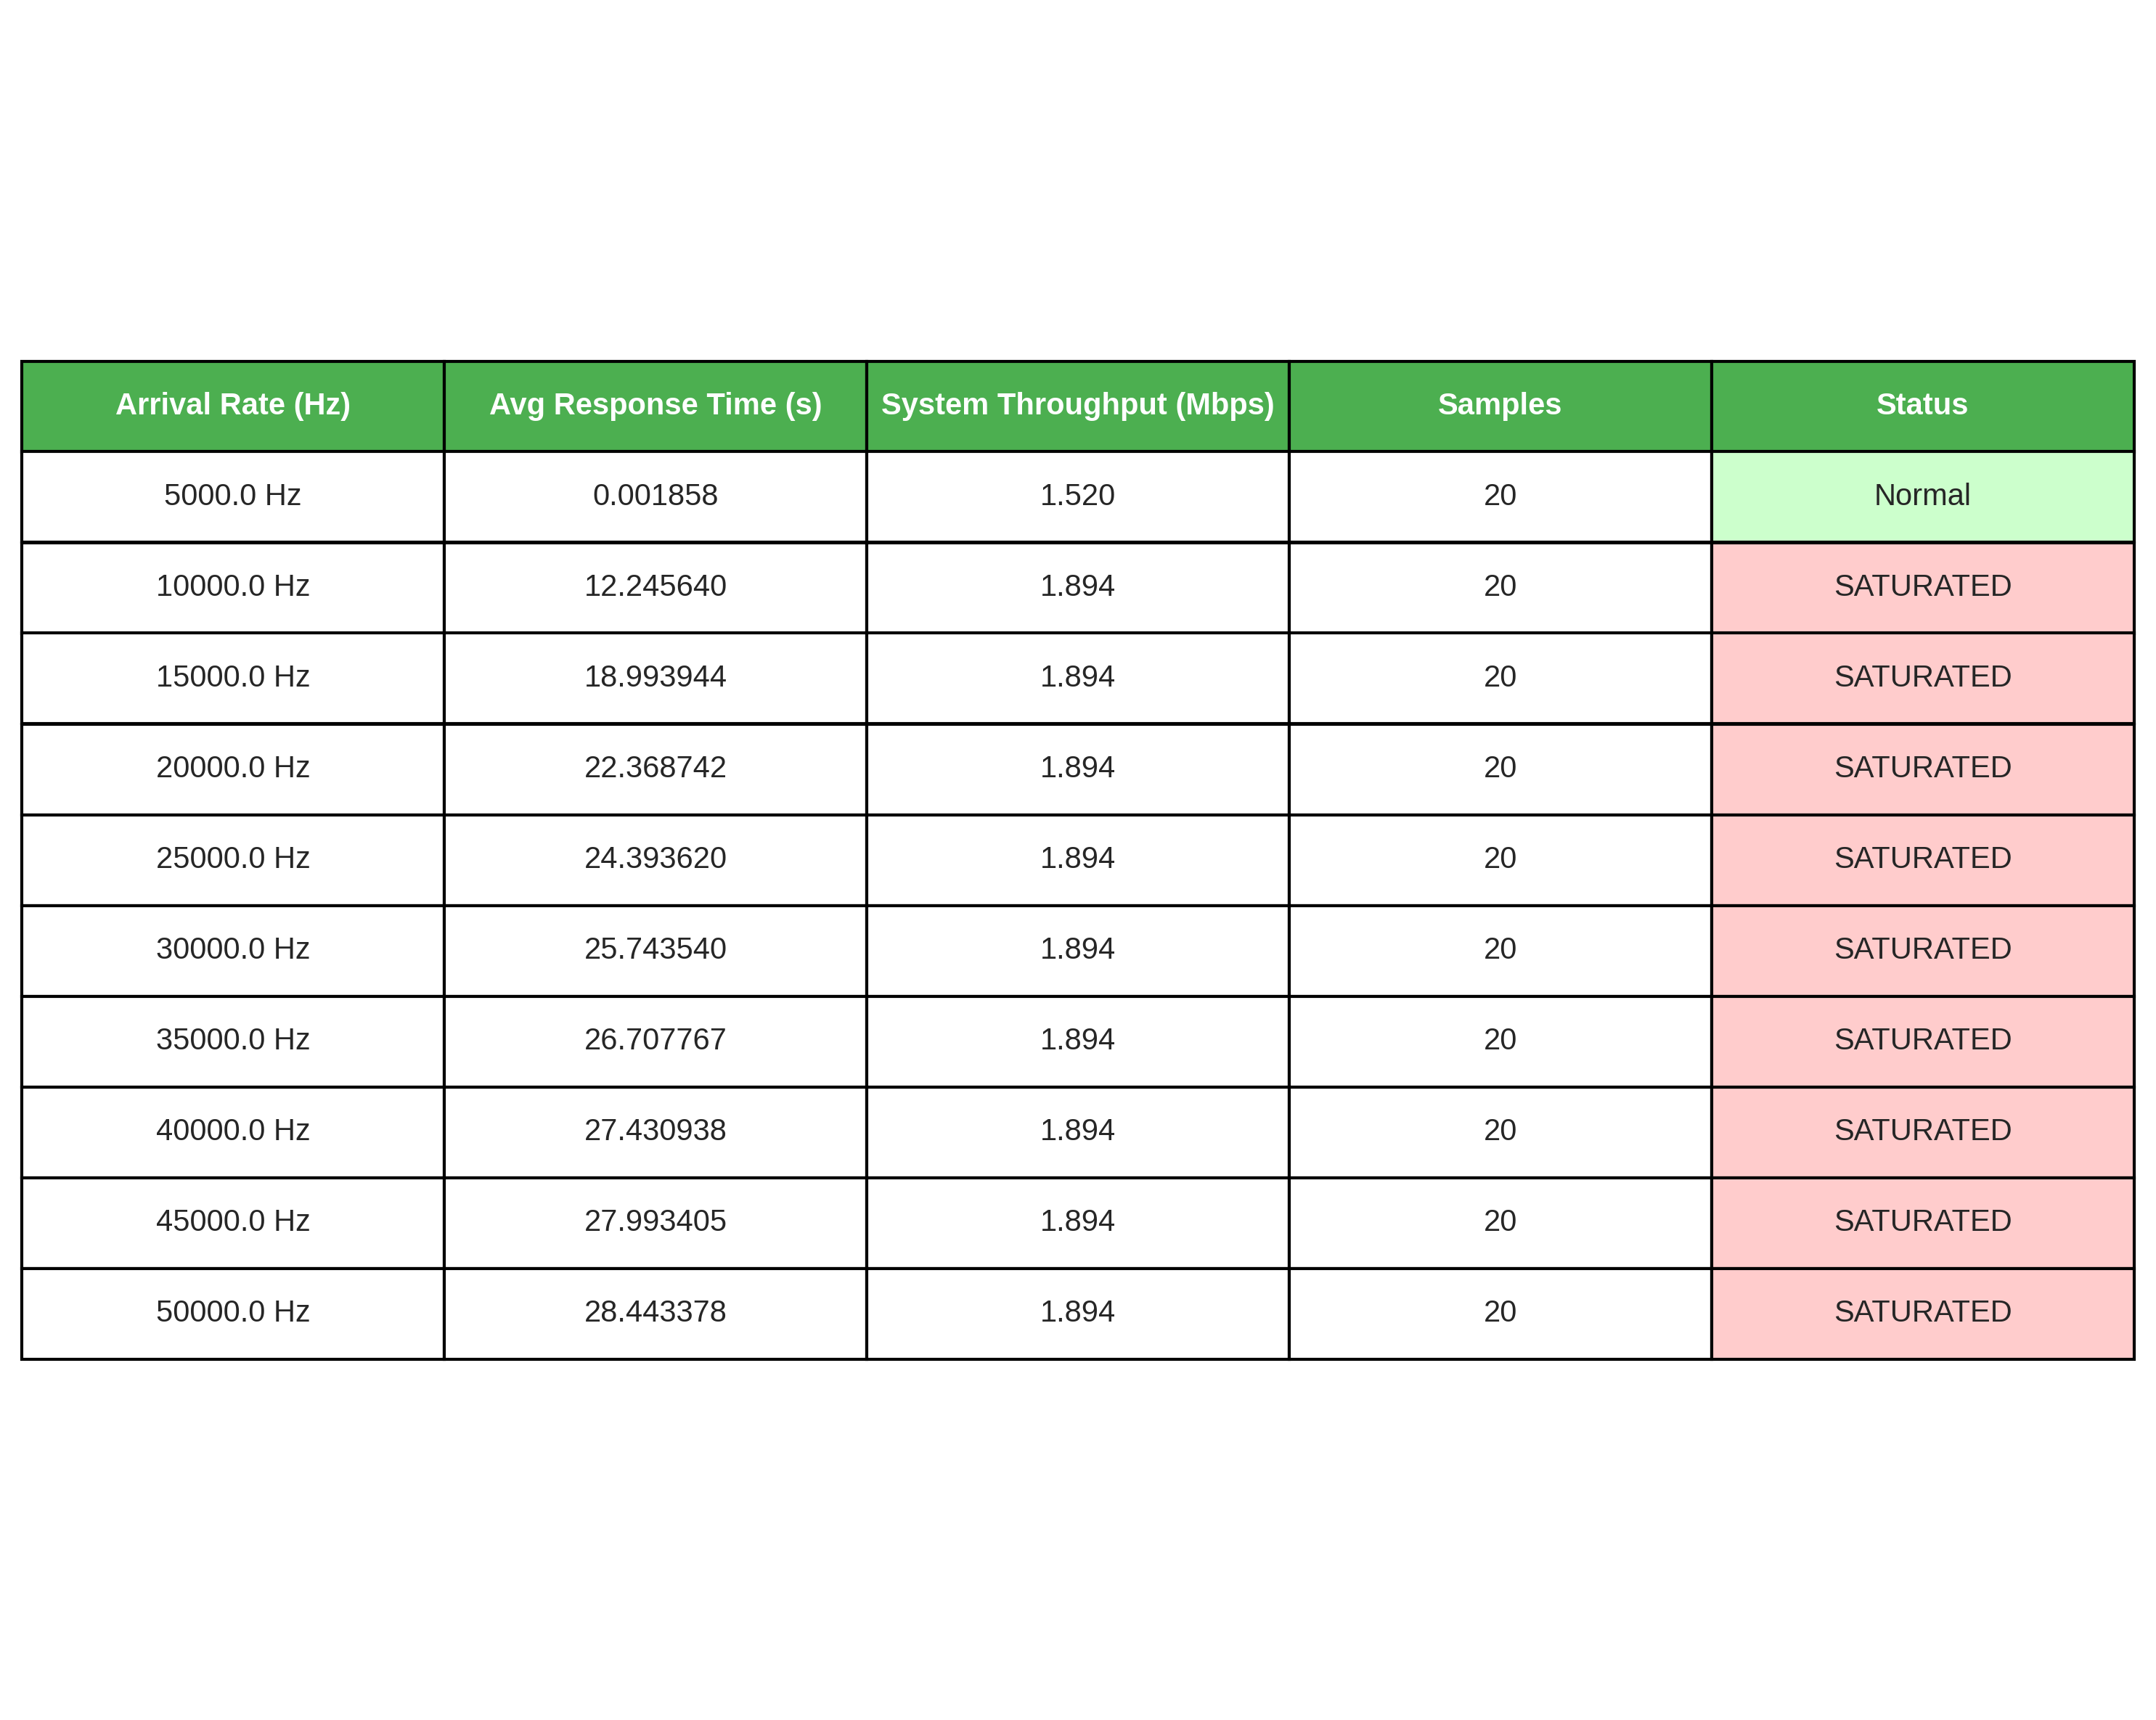 Arrival Rate (Hz) Avg Response Time (s) System Throughput (Mbps) Samples Status
5000.0 Hz 0.001858 1.520 20 Normal
10000.0 Hz 12.245640 1.894 20 SATURATED
15000.0 Hz 18.993944 1.894 20 SATURATED
20000.0 Hz 22.368742 1.894 20 SATURATED
25000.0 Hz 24.393620 1.894 20 SATURATED
30000.0 Hz 25.743540 1.894 20 SATURATED
35000.0 Hz 26.707767 1.894 20 SATURATED
40000.0 Hz 27.430938 1.894 20 SATURATED
45000.0 Hz 27.993405 1.894 20 SATURATED
50000.0 Hz 28.443378 1.894 20 SATURATED